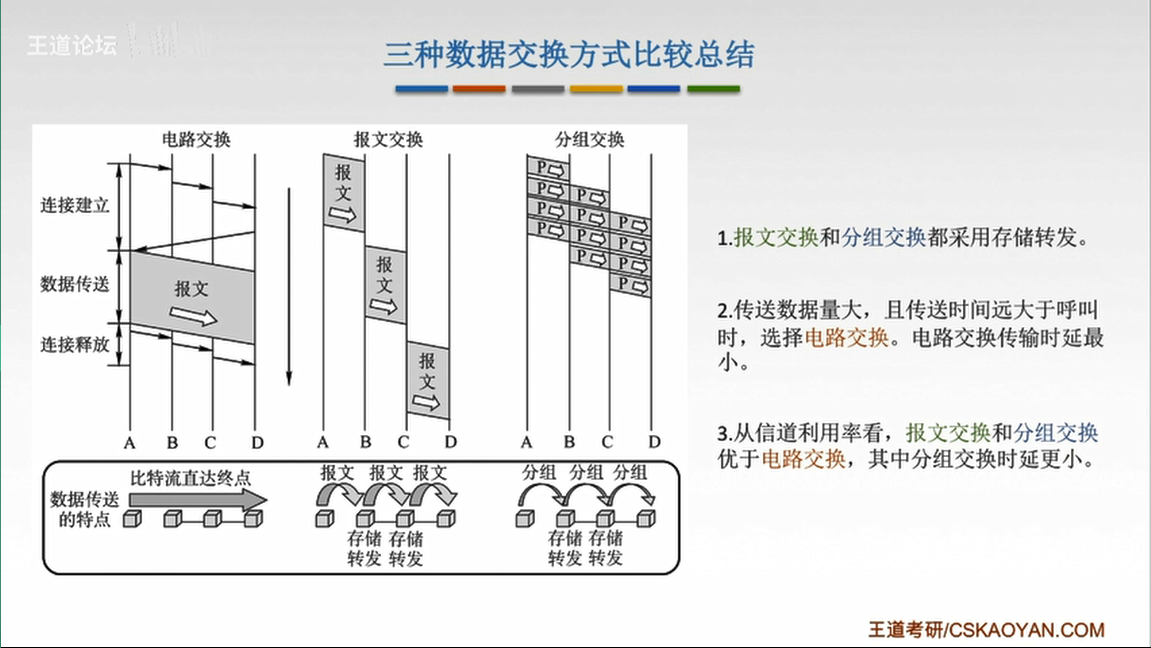 王道论坛
三种数据交换方式比较总结
电路交换
报文交换
分组交换
连接建立
数据传送
连接释放
报文
报
文
报
文
报
文
P
P P
P P P
P P P
P P
P
A B C D
A B C D
A B C D
数据传送
的特点
比特流直达终点
报文 报文 报文
存储 存储
转发 转发
分组 分组 分组
存储 存储
转发 转发
1.报文交换和分组交换都采用存储转发。
2.传送数据量大，且传送时间远大于呼叫
时，选择电路交换。电路交换传输时延最
小。
3.从信道利用率看，报文交换和分组交换
优于电路交换，其中分组交换时延更小。
王道考研/CSKAOYAN.COM